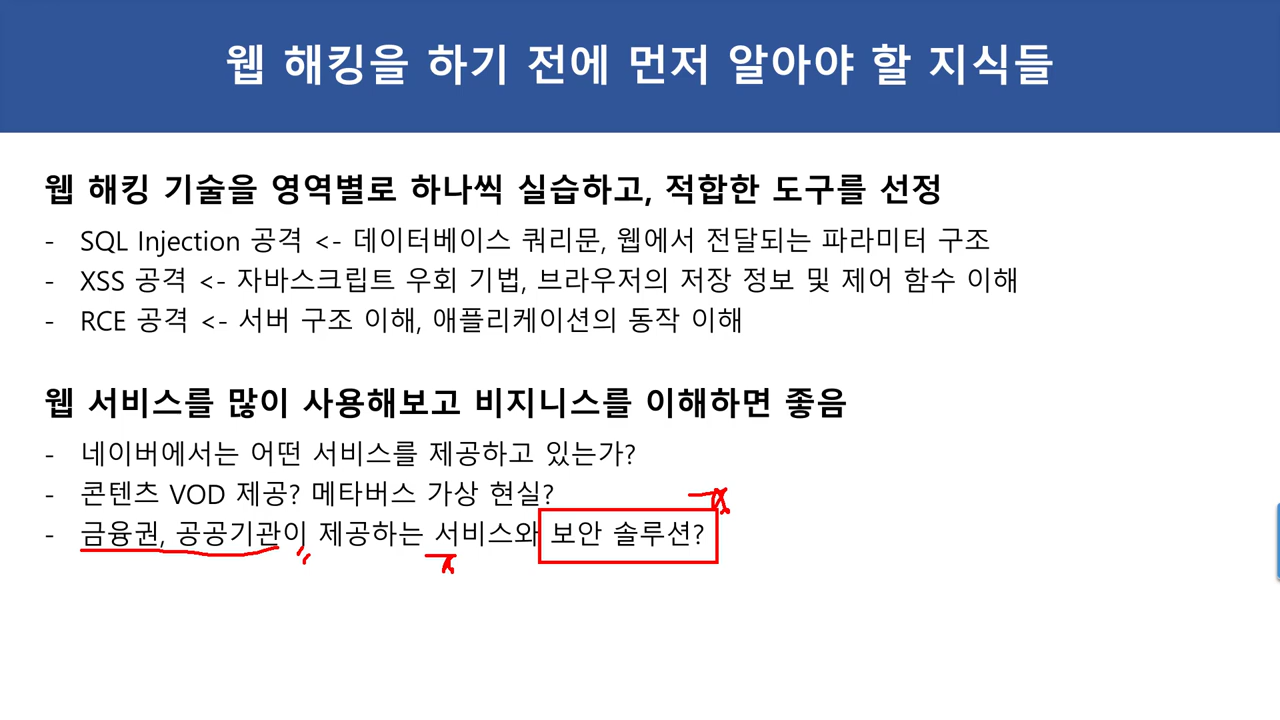 웹 해킹을 하기 전에 먼저 알아야 할 지식들
웹 해킹 기술을 영역별로 하나씩 실습하고, 적합한 도구를 선정
- SQL Injection 공격 <- 데이터베이스 쿼리문, 웹에서 전달되는 파라미터 구조
- XSS 공격 <- 자바스크립트 우회 기법, 브라우저의 저장 정보 및 제어 함수 이해
- RCE 공격 <- 서버 구조 이해, 애플리케이션의 동작 이해
웹 서비스를 많이 사용해보고 비지니스를 이해하면 좋음
- 네이버에서는 어떤 서비스를 제공하고 있는가?
- 콘텐츠 VOD 제공? 메타버스 가상 현실?
- 금융권, 공공기관이 제공하는 서비스와 보안 솔루션?